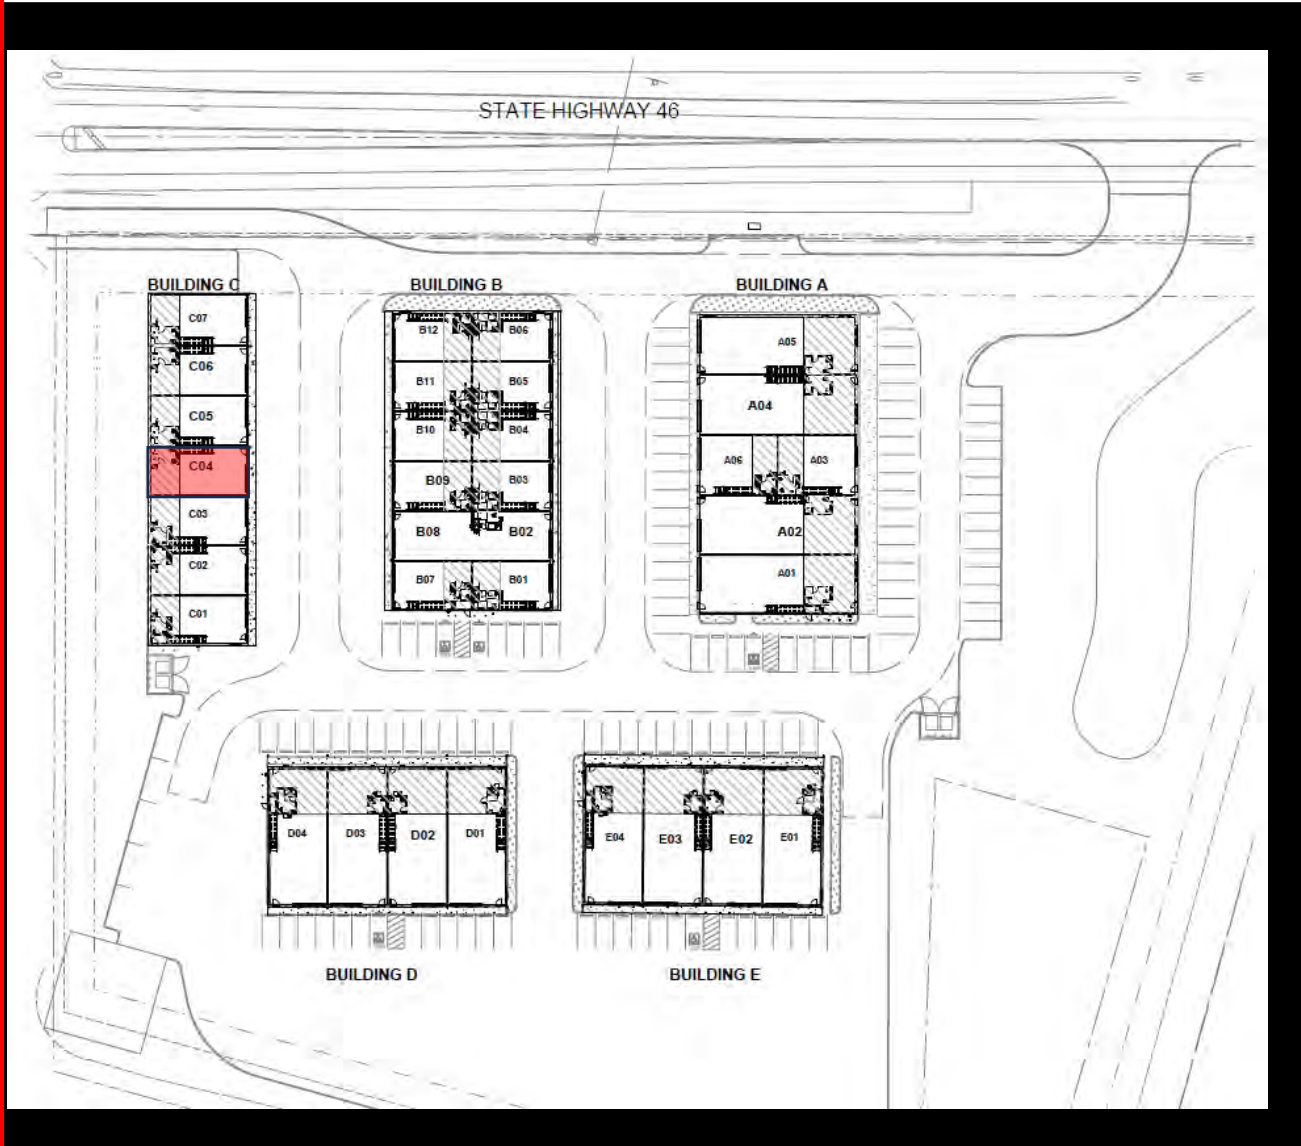 STATE HIGHWAY 46
BUILDING C
BUILDING B
BUILDING A
C07
C06
C05
C04
C03
C02
C01
B12
B06
B11
B05
B10
B04
B09
B03
B08
B02
B07
B01
A05
A04
A06
A03
A02
A01
D04
D03
D02
D01
E04
E03
E02
E01
BUILDING D
BUILDING E